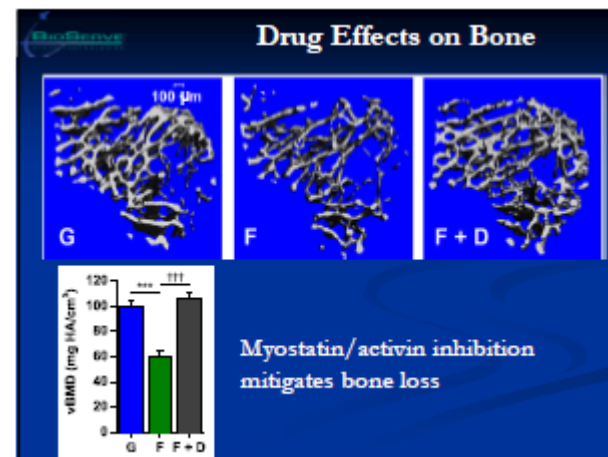 BIOSERVE
Drug Effects on Bone
100 µm
G
F
F + D
120
100
80
60
40
20
0
vBMD (mg HA/cm³)
***
†††
G
F
F + D
Myostatin/activin inhibition
mitigates bone loss